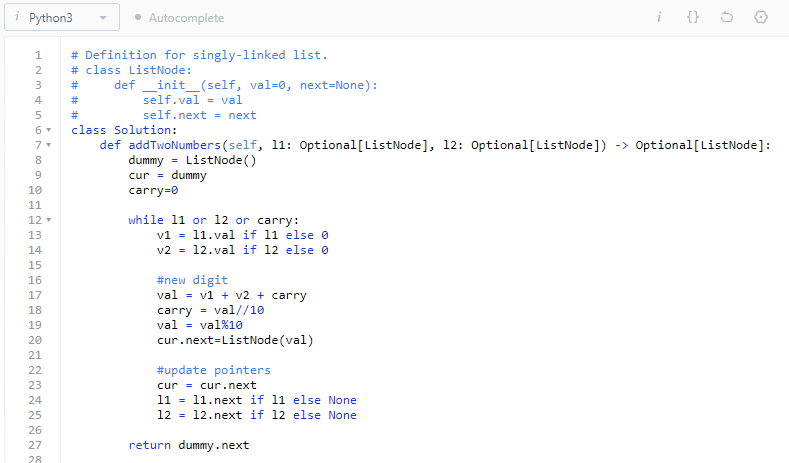 i Python3 Autocomplete i {}
1 # Definition for singly-linked list.
2 # class ListNode:
3 #     def __init__(self, val=0, next=None):
4 #         self.val = val
5 #         self.next = next
6 class Solution:
7     def addTwoNumbers(self, l1: Optional[ListNode], l2: Optional[ListNode]) -> Optional[ListNode]:
8         dummy = ListNode()
9         cur = dummy
10         carry=0
11
12         while l1 or l2 or carry:
13             v1 = l1.val if l1 else 0
14             v2 = l2.val if l2 else 0
15
16             #new digit
17             val = v1 + v2 + carry
18             carry = val//10
19             val = val%10
20             cur.next=ListNode(val)
21
22             #update pointers
23             cur = cur.next
24             l1 = l1.next if l1 else None
25             l2 = l2.next if l2 else None
26
27         return dummy.next
28